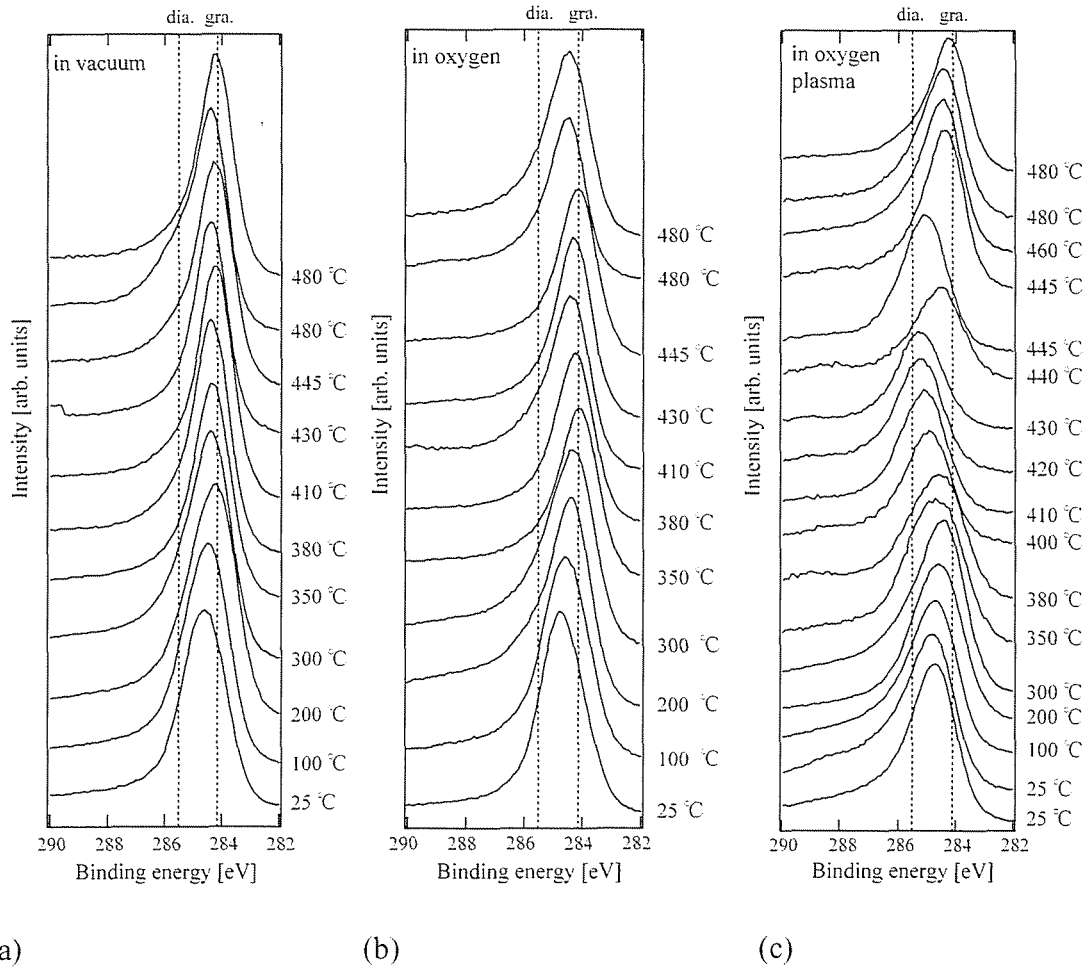 dia. gra.
in vacuum
480 °C
480 °C
445 °C
430 °C
410 °C
380 °C
350 °C
300 °C
200 °C
100 °C
25 °C
Intensity [arb. units]
290 288 286 284 282
Binding energy [eV]
a)
dia. gra.
in oxygen
480 °C
480 °C
445 °C
430 °C
410 °C
380 °C
350 °C
300 °C
200 °C
100 °C
25 °C
Intensity [arb. units]
290 288 286 284 282
Binding energy [eV]
(b)
dia. gra.
in oxygen
plasma
480 °C
480 °C
460 °C
445 °C
445 °C
440 °C
430 °C
420 °C
410 °C
400 °C
380 °C
350 °C
300 °C
200 °C
100 °C
25 °C
25 °C
Intensity [arb. units]
290 288 286 284 282
Binding energy [eV]
(c)